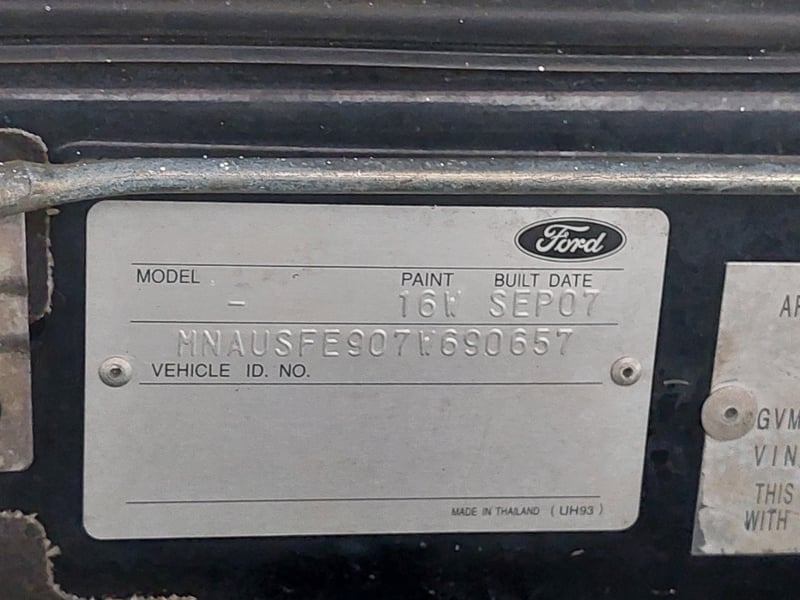 Ford
MODEL PAINT BUILT DATE
- 16W SEP07
MNAUSFE907W690657
VEHICLE ID. NO.
MADE IN THAILAND (UH93)
GVM
VIN
THIS
WITH